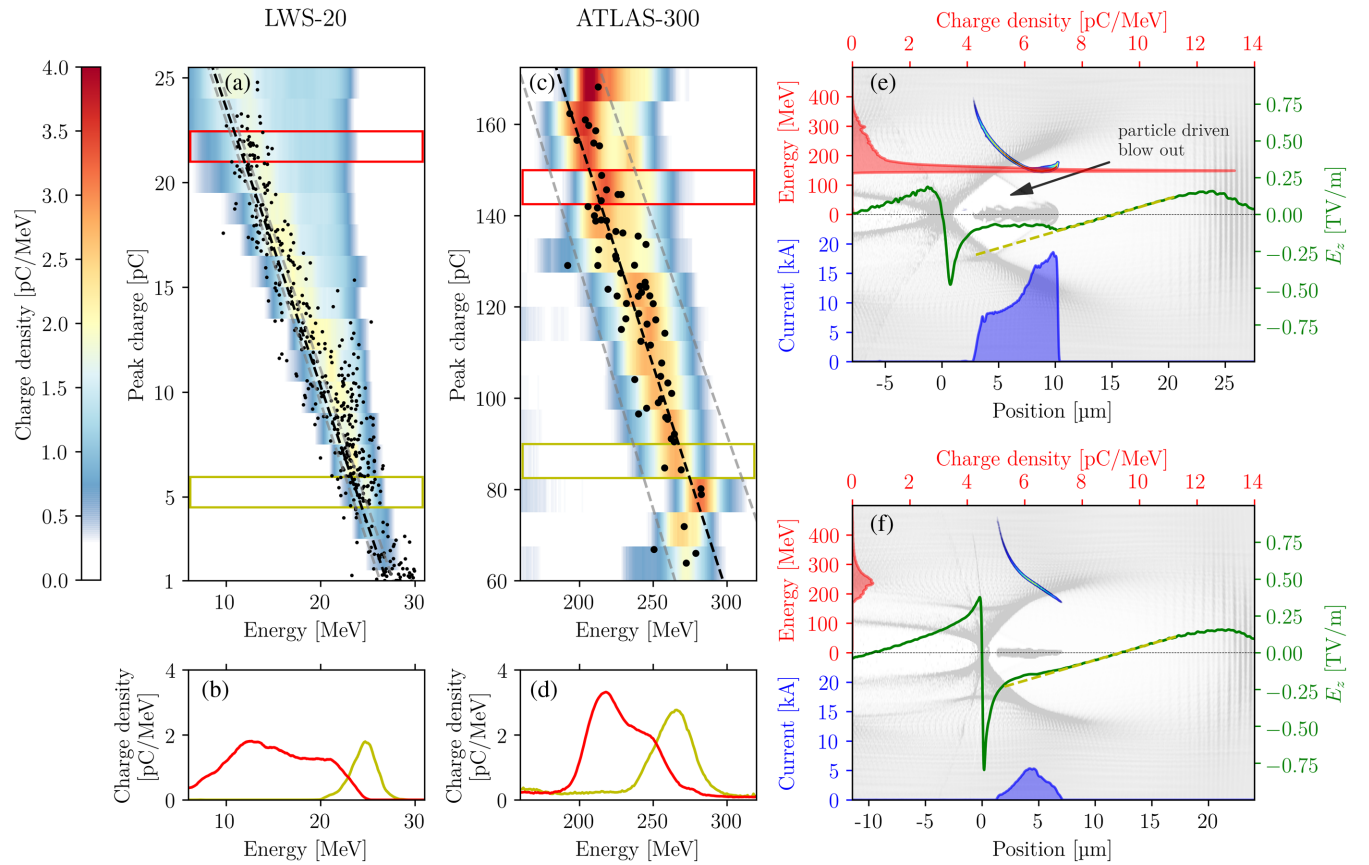 LWS-20
ATLAS-300
4.0
3.5
3.0
2.5
2.0
1.5
1.0
0.5
0.0
Charge density [pC/MeV]
(a)
25
20
15
10
5
1
Peak charge [pC]
10
20
30
Energy [MeV]
(c)
160
140
120
100
80
60
Peak charge [pC]
200
250
300
Energy [MeV]
(b)
4
2
0
Charge density
[pC/MeV]
10
20
30
Energy [MeV]
(d)
4
2
0
Charge density
[pC/MeV]
200
250
300
Energy [MeV]
Charge density [pC/MeV]
0 2 4 6 8 10 12 14
(e)
Energy [MeV]
400
300
200
100
0
Current [kA]
20
15
10
5
0
particle driven
blow out
0.75
0.50
0.25
0.00
−0.25
−0.50
−0.75
E_z [TV/m]
-5 0 5 10 15 20 25
Position [µm]
Charge density [pC/MeV]
0 2 4 6 8 10 12 14
(f)
Energy [MeV]
400
300
200
100
0
Current [kA]
20
15
10
5
0
0.75
0.50
0.25
0.00
−0.25
−0.50
−0.75
E_z [TV/m]
-10 -5 0 5 10 15 20
Position [µm]